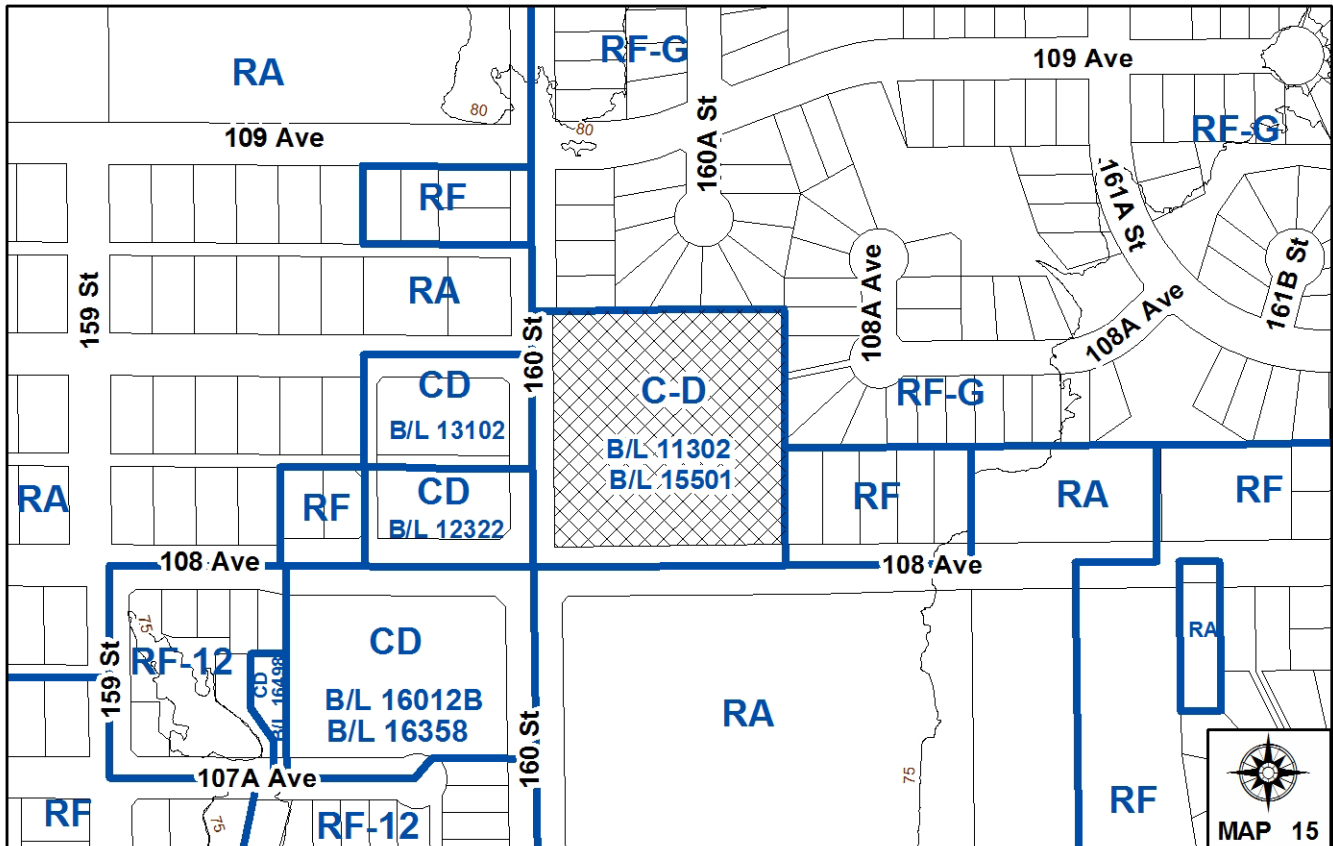 RF-G
109 Ave
RA
80
80
RF-G
109 Ave
160A St
161A St
RF
159 St
RA
108A Ave
161B St
108A Ave
160 St
CD
B/L 13102
C-D
B/L 11302
B/L 15501
RF-G
RA
RF
CD
B/L 12322
RF
RA
RF
108 Ave
108 Ave
75
159 St
RF-12
CD
B/L 16498
CD
B/L 16012B
B/L 16358
RA
RA
160 St
107A Ave
75
RF
75
RF-12
RF
MAP 15